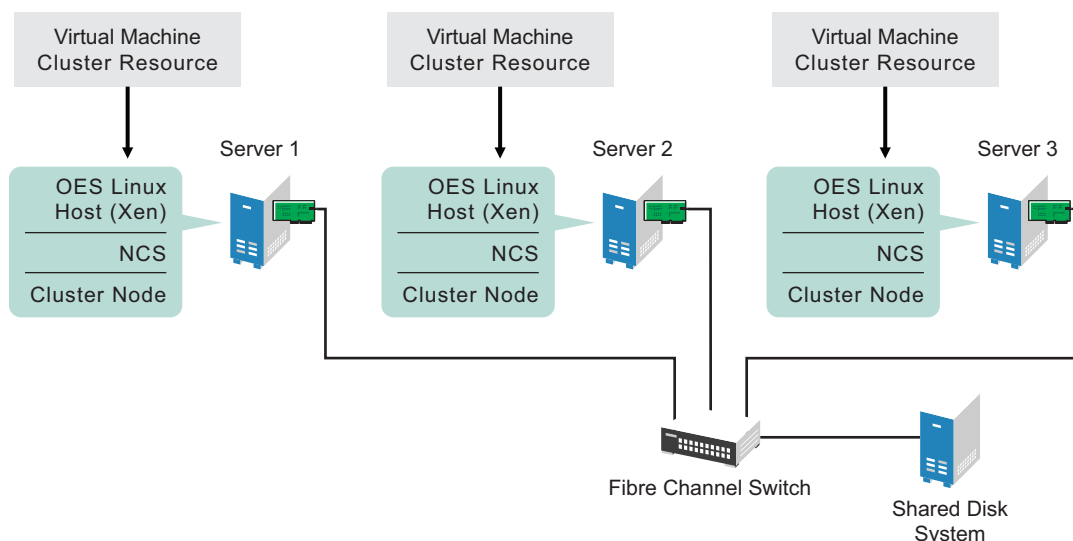 Virtual Machine
Cluster Resource
Virtual Machine
Cluster Resource
Virtual Machine
Cluster Resource
Server 1
Server 2
Server 3
OES Linux
Host (Xen)
NCS
Cluster Node
OES Linux
Host (Xen)
NCS
Cluster Node
OES Linux
Host (Xen)
NCS
Cluster Node
Fibre Channel Switch
Shared Disk
System